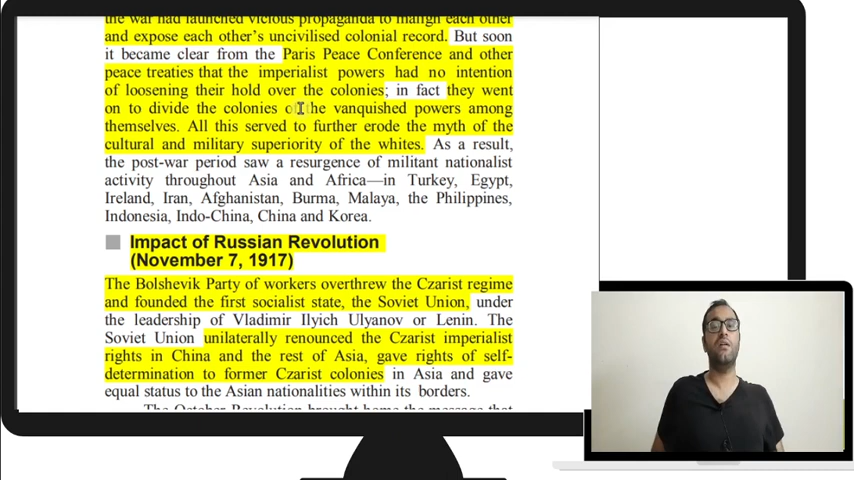 the war had launched vicious propaganda to malign each other
and expose each other's uncivilised colonial record. But soon
it became clear from the Paris Peace Conference and other
peace treaties that the imperialist powers had no intention
of loosening their hold over the colonies; in fact they went
on to divide the colonies he vanquished powers among
themselves. All this served to further erode the myth of the
cultural and military superiority of the whites. As a result,
the post-war period saw a resurgence of militant nationalist
activity throughout Asia and Africa—in Turkey, Egypt,
Ireland, Iran, Afghanistan, Burma, Malaya, the Philippines,
Indonesia, Indo-China, China and Korea.
Impact of Russian Revolution
(November 7, 1917)
The Bolshevik Party of workers overthrew the Czarist regime
and founded the first socialist state, the Soviet Union, under
the leadership of Vladimir Ilyich Ulyanov or Lenin. The
Soviet Union unilaterally renounced the Czarist imperialist
rights in China and the rest of Asia, gave rights of self-
determination to former Czarist colonies in Asia and gave
equal status to the Asian nationalities within its borders.
The October Revolution brought home the message that